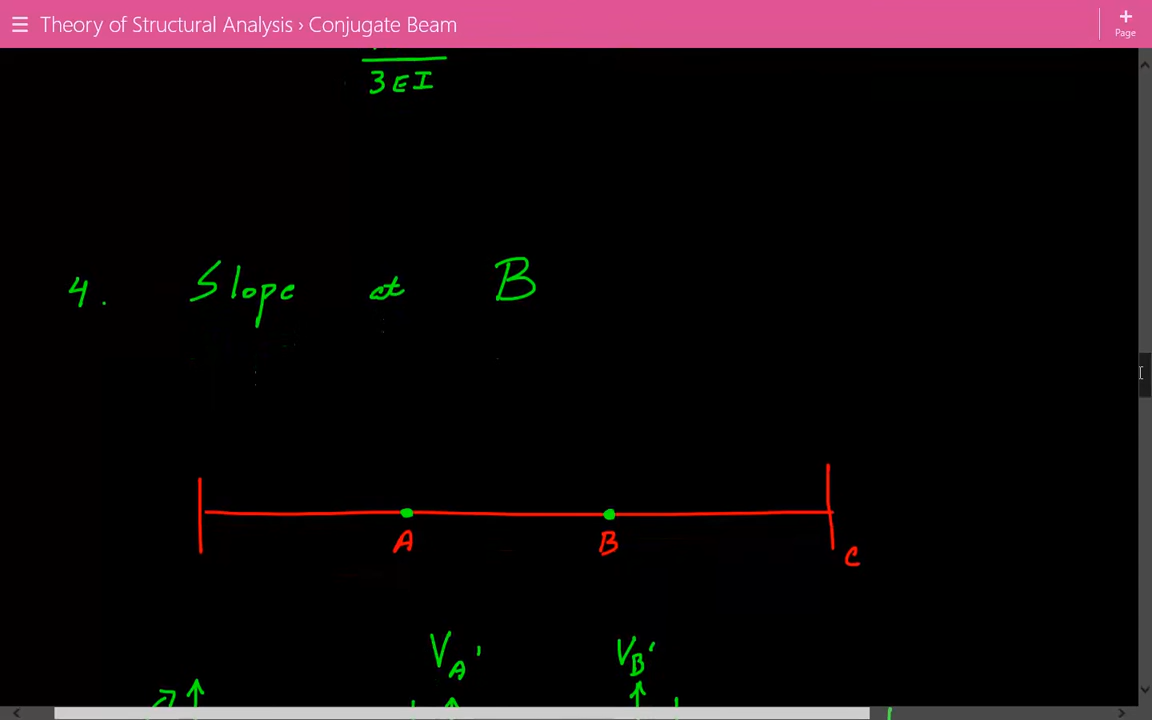 Theory of Structural Analysis › Conjugate Beam
Page
3EI
4. Slope at B
A B
C
VA' VB'